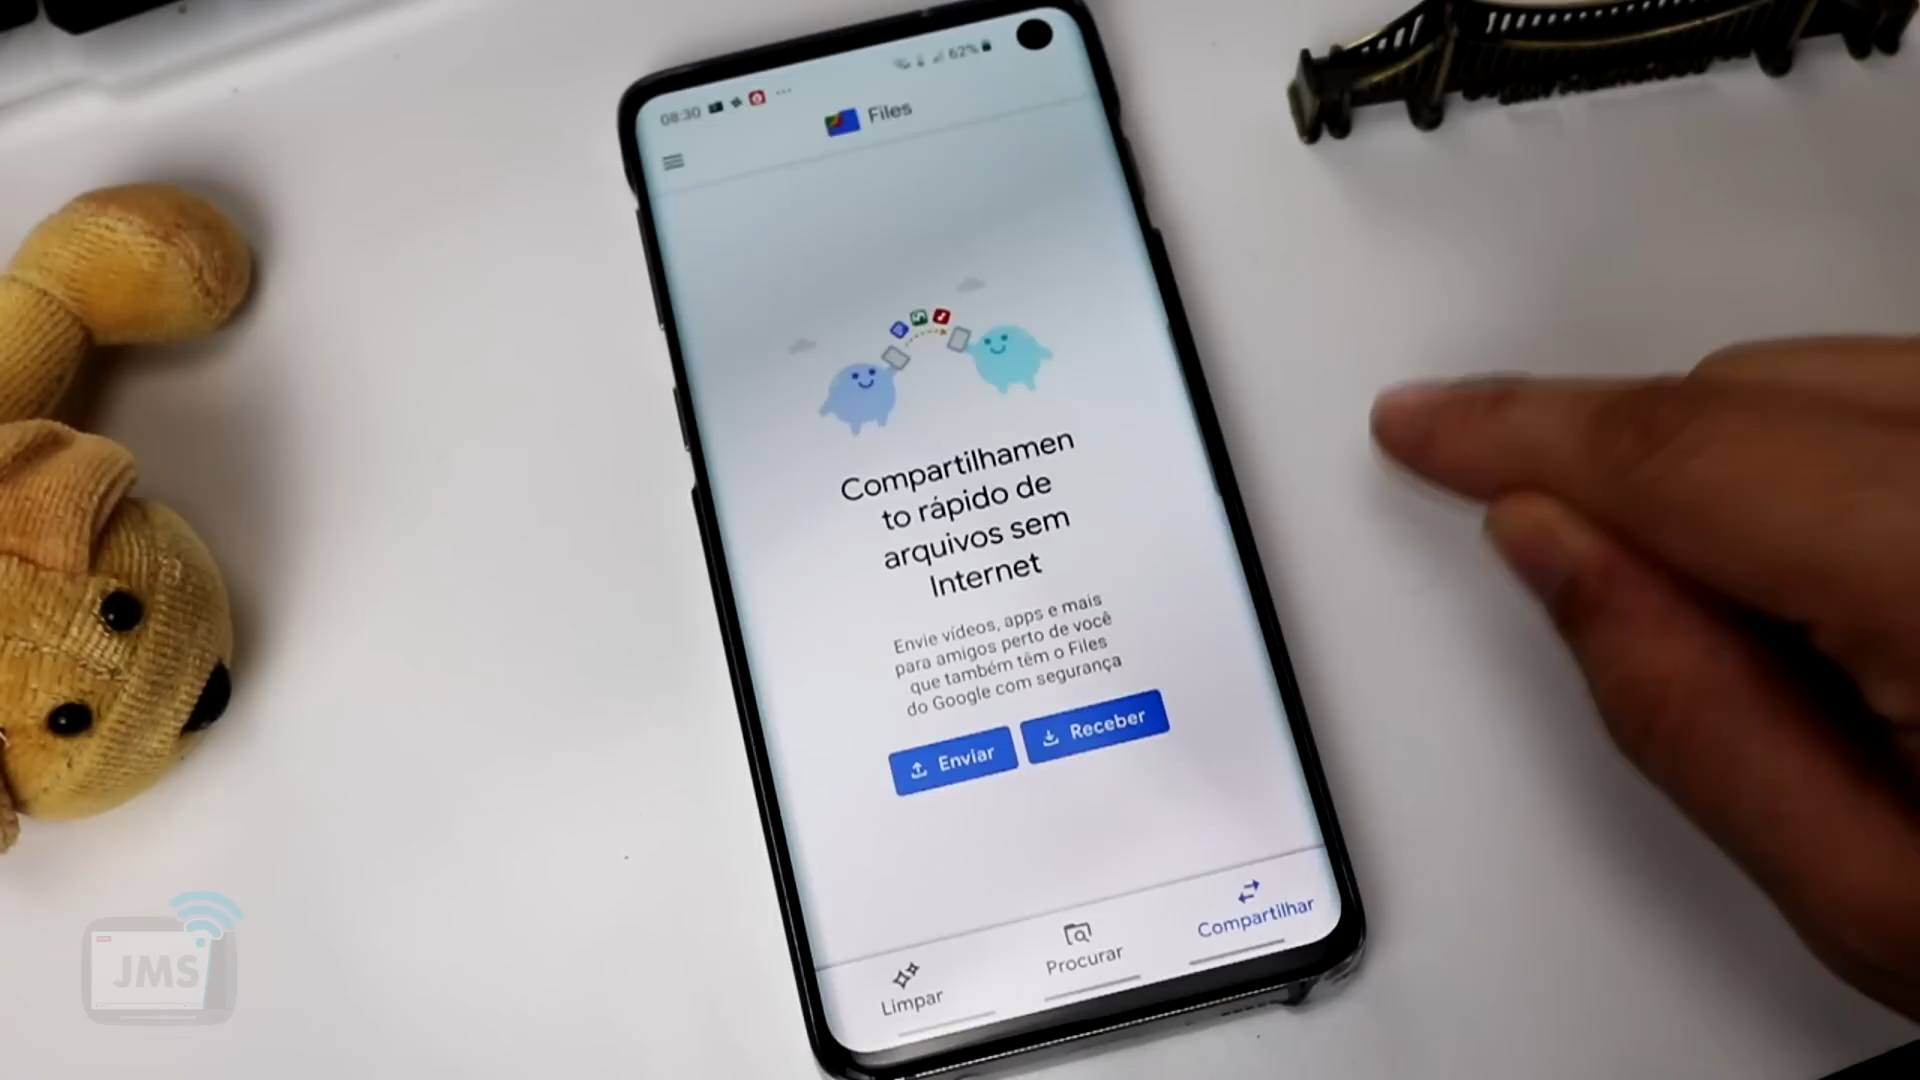 08:30
62%
Files
Compartilhamen
to rápido de
arquivos sem
Internet
Envie vídeos, apps e mais
para amigos perto de você
que também têm o Files
do Google com segurança
Enviar
Receber
Limpar
Procurar
Compartilhar
JMS